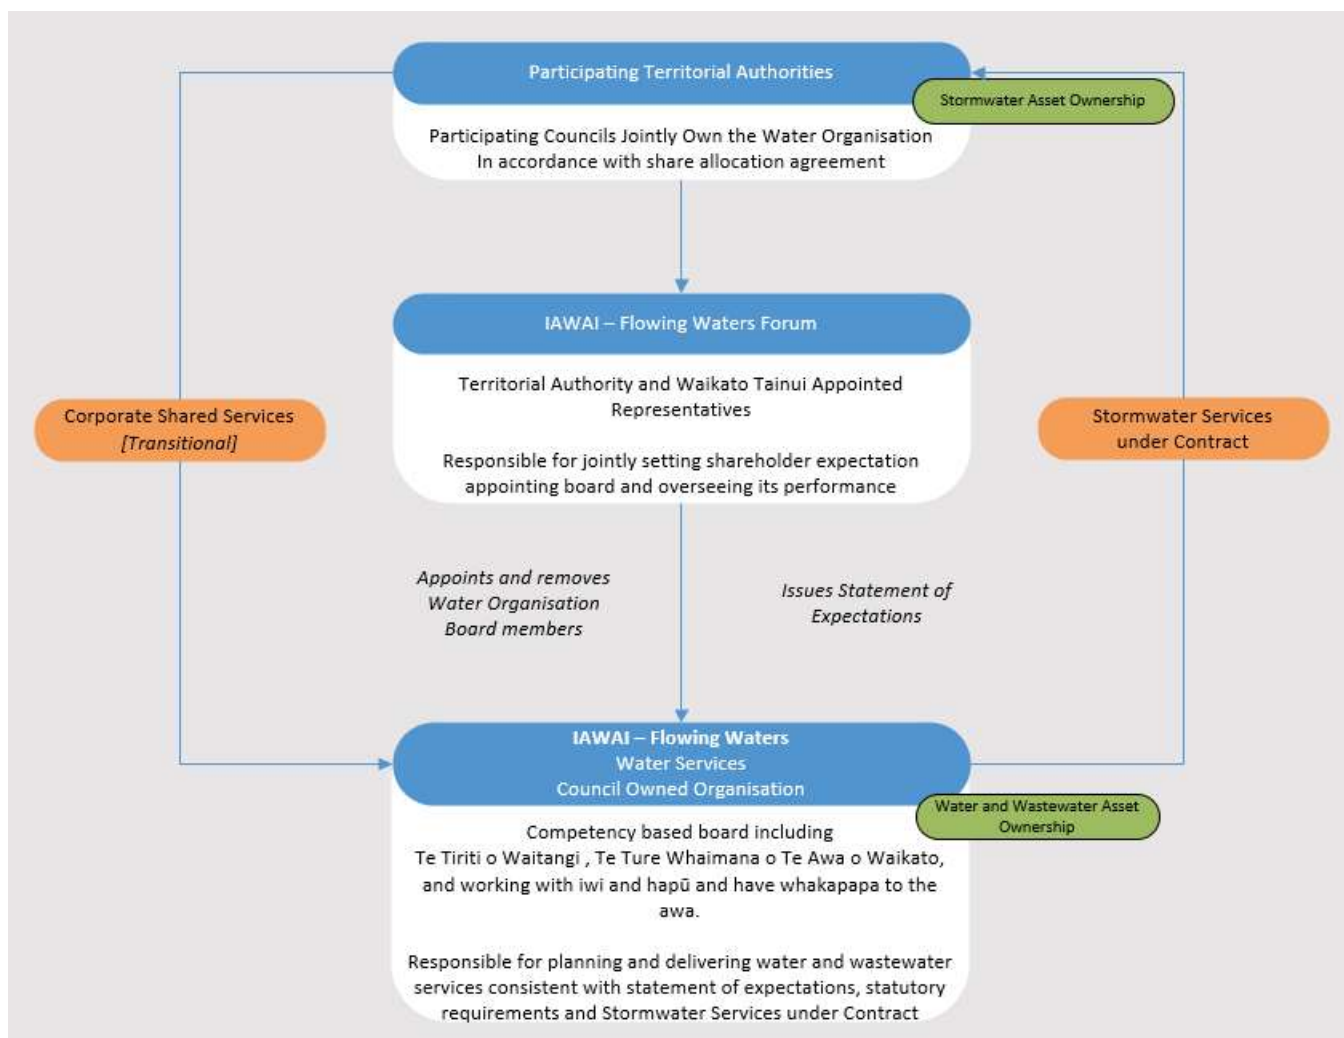 Participating Territorial Authorities
Stormwater Asset Ownership
Participating Councils Jointly Own the Water Organisation
In accordance with share allocation agreement
IAWAI – Flowing Waters Forum
Territorial Authority and Waikato Tainui Appointed
Representatives
Responsible for jointly setting shareholder expectation
appointing board and overseeing its performance
Corporate Shared Services
[Transitional]
Stormwater Services
under Contract
Appoints and removes
Water Organisation
Board members
Issues Statement of
Expectations
IAWAI – Flowing Waters
Water Services
Council Owned Organisation
Water and Wastewater Asset
Ownership
Competency based board including
Te Tiriti o Waitangi , Te Ture Whaimana o Te Awa o Waikato,
and working with iwi and hapū and have whakapapa to the
awa.
Responsible for planning and delivering water and wastewater
services consistent with statement of expectations, statutory
requirements and Stormwater Services under Contract